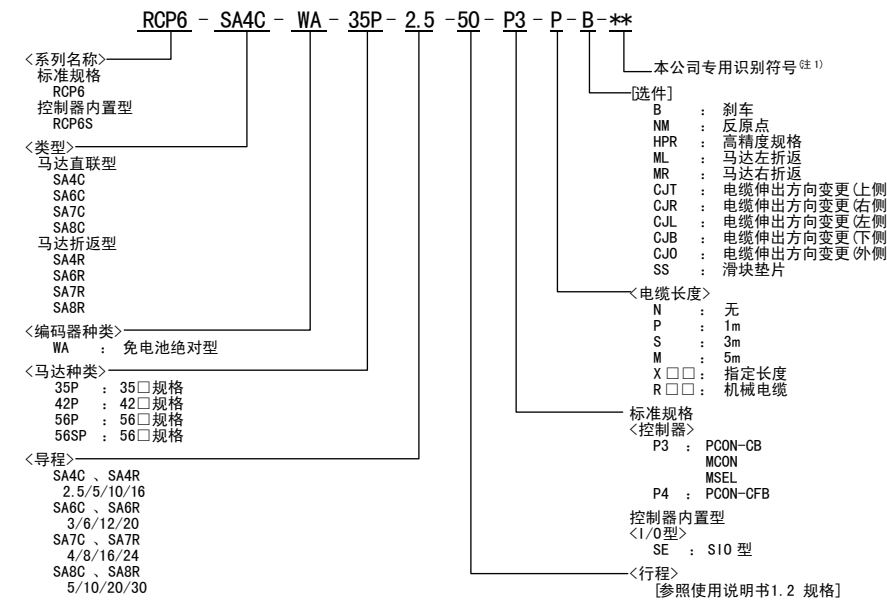 RCP6 - SA4C - WA - 35P - 2.5 - 50 - P3 - P - B - **
<系列名称>
标准规格
RCP6
控制器内置型
RCP6S
<类型>
马达直联型
SA4C
SA6C
SA7C
SA8C
马达折返型
SA4R
SA6R
SA7R
SA8R
<编码器种类>
WA : 免电池绝对型
<马达种类>
35P : 35□规格
42P : 42□规格
56P : 56□规格
56SP : 56□规格
<导程>
SA4C 、SA4R
2.5/5/10/16
SA6C 、SA6R
3/6/12/20
SA7C 、SA7R
4/8/16/24
SA8C 、SA8R
5/10/20/30
本公司专用识别符号(注1)
[选件]
B : 刹车
NM : 反原点
HPR : 高精度规格
ML : 马达左折返
MR : 马达右折返
CJT : 电缆伸出方向变更(上侧
CJR : 电缆伸出方向变更(右侧
CJL : 电缆伸出方向变更(左侧
CJB : 电缆伸出方向变更(下侧
CJO : 电缆伸出方向变更(外侧
SS : 滑块垫片
<电缆长度>
N : 无
P : 1m
S : 3m
M : 5m
X□□ : 指定长度
R□□ : 机械电缆
标准规格
<控制器>
P3 : PCON-CB
MCON
MSEL
P4 : PCON-CFB
控制器内置型
<I/O型>
SE : SIO 型
<行程>
[参照使用说明书1.2 规格]